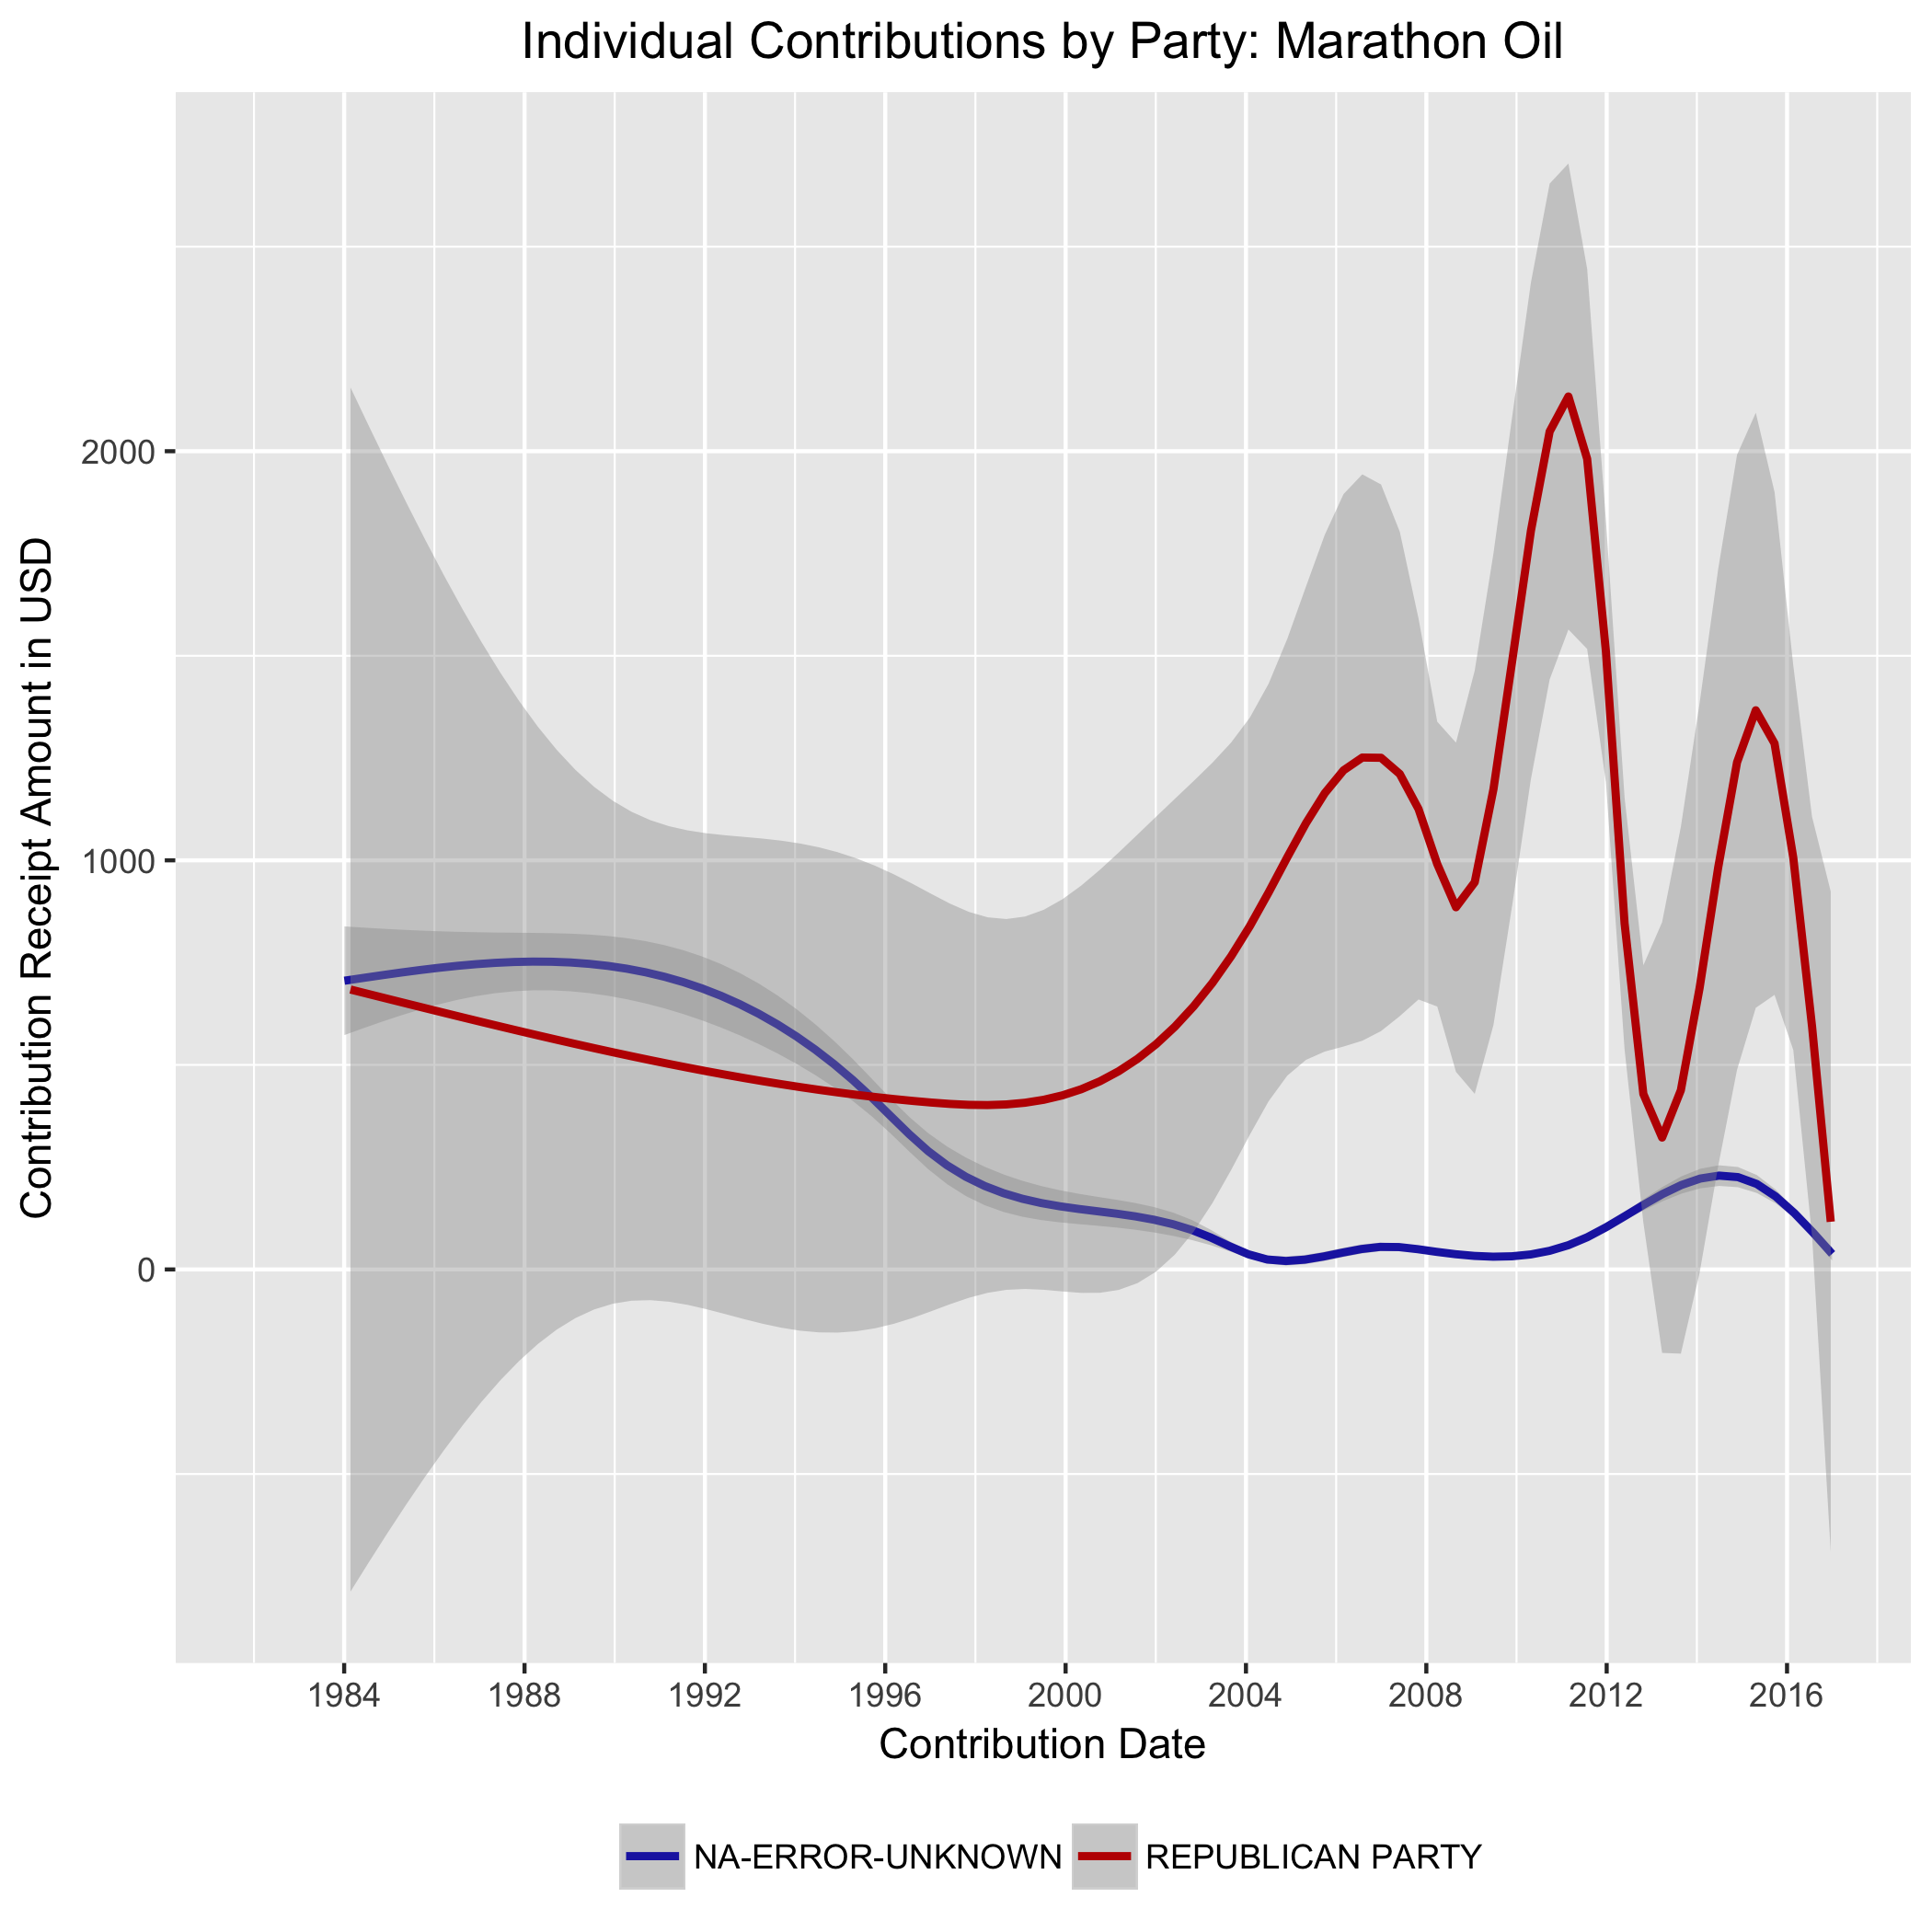 Individual Contributions by Party: Marathon Oil
Contribution Receipt Amount in USD
2000
1000
0
1984 1988 1992 1996 2000 2004 2008 2012 2016
Contribution Date
NA-ERROR-UNKNOWN REPUBLICAN PARTY